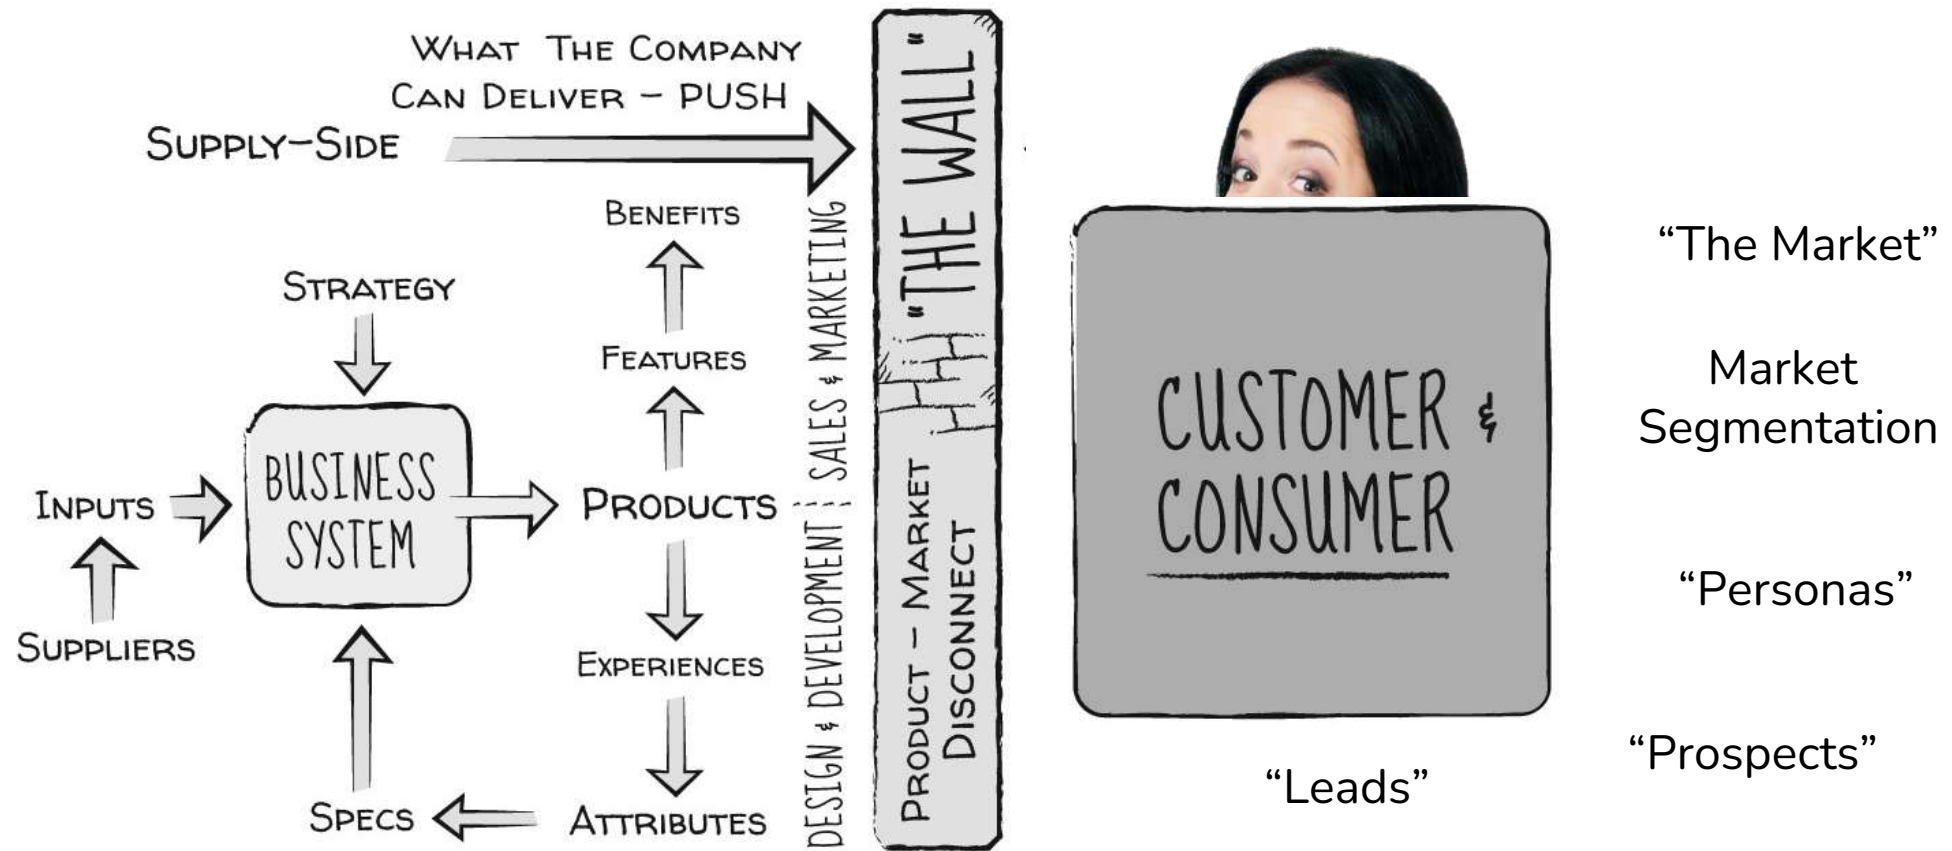 WHAT THE COMPANY
CAN DELIVER – PUSH
SUPPLY-SIDE
BENEFITS
STRATEGY
FEATURES
BUSINESS
SYSTEM
INPUTS
PRODUCTS
SUPPLIERS
EXPERIENCES
SPECS
ATTRIBUTES
SALES & MARKETING
DESIGN & DEVELOPMENT
"THE WALL"
PRODUCT – MARKET
DISCONNECT
CUSTOMER &
CONSUMER
“The Market”
Market
Segmentation
“Personas”
“Prospects”
“Leads”